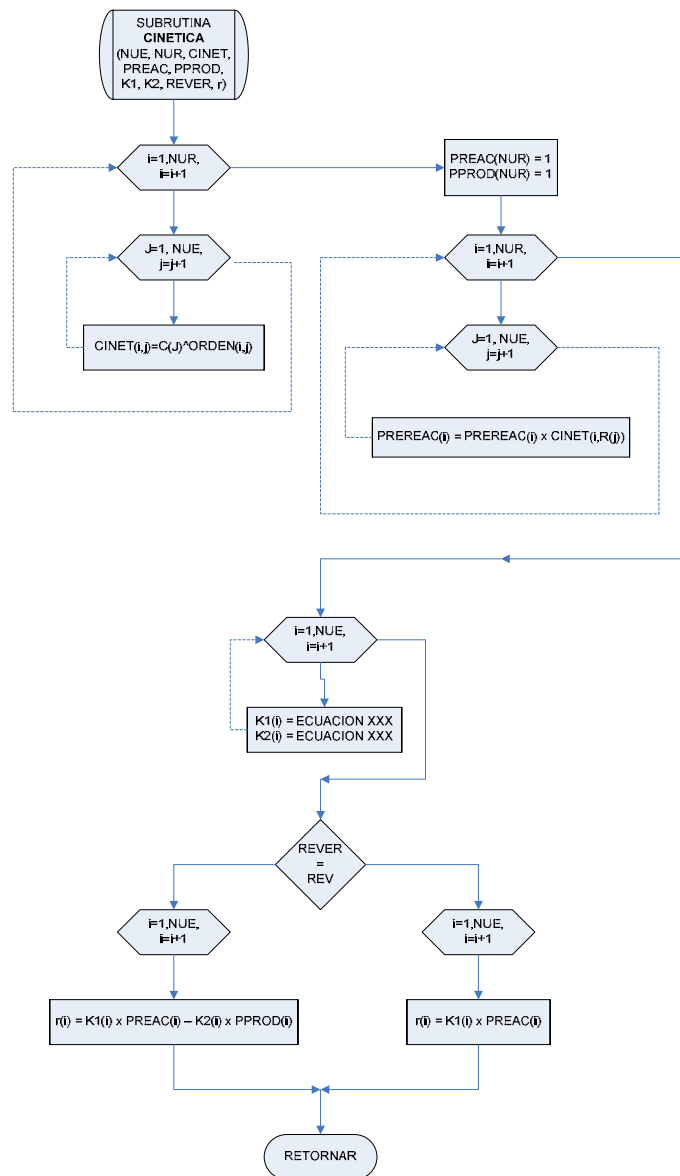 SUBRUTINA
CINETICA
(NUE, NUR, CINET,
PREAC, PPROD,
K1, K2, REVER, r)
i=1,NUR,
i=i+1
J=1, NUE,
j=j+1
CINET(i,j)=C(J)^ORDEN(i,j)
PREAC(NUR) = 1
PPROD(NUR) = 1
i=1,NUR,
i=i+1
J=1, NUE,
j=j+1
PREREAC(i) = PREREAC(i) x CINET(i,R(j))
i=1,NUE,
i=i+1
K1(i) = ECUACION XXX
K2(i) = ECUACION XXX
REVER
=
REV
i=1,NUE,
i=i+1
r(i) = K1(i) x PREAC(i) – K2(i) x PPROD(i)
i=1,NUE,
i=i+1
r(i) = K1(i) x PREAC(i)
RETORNAR